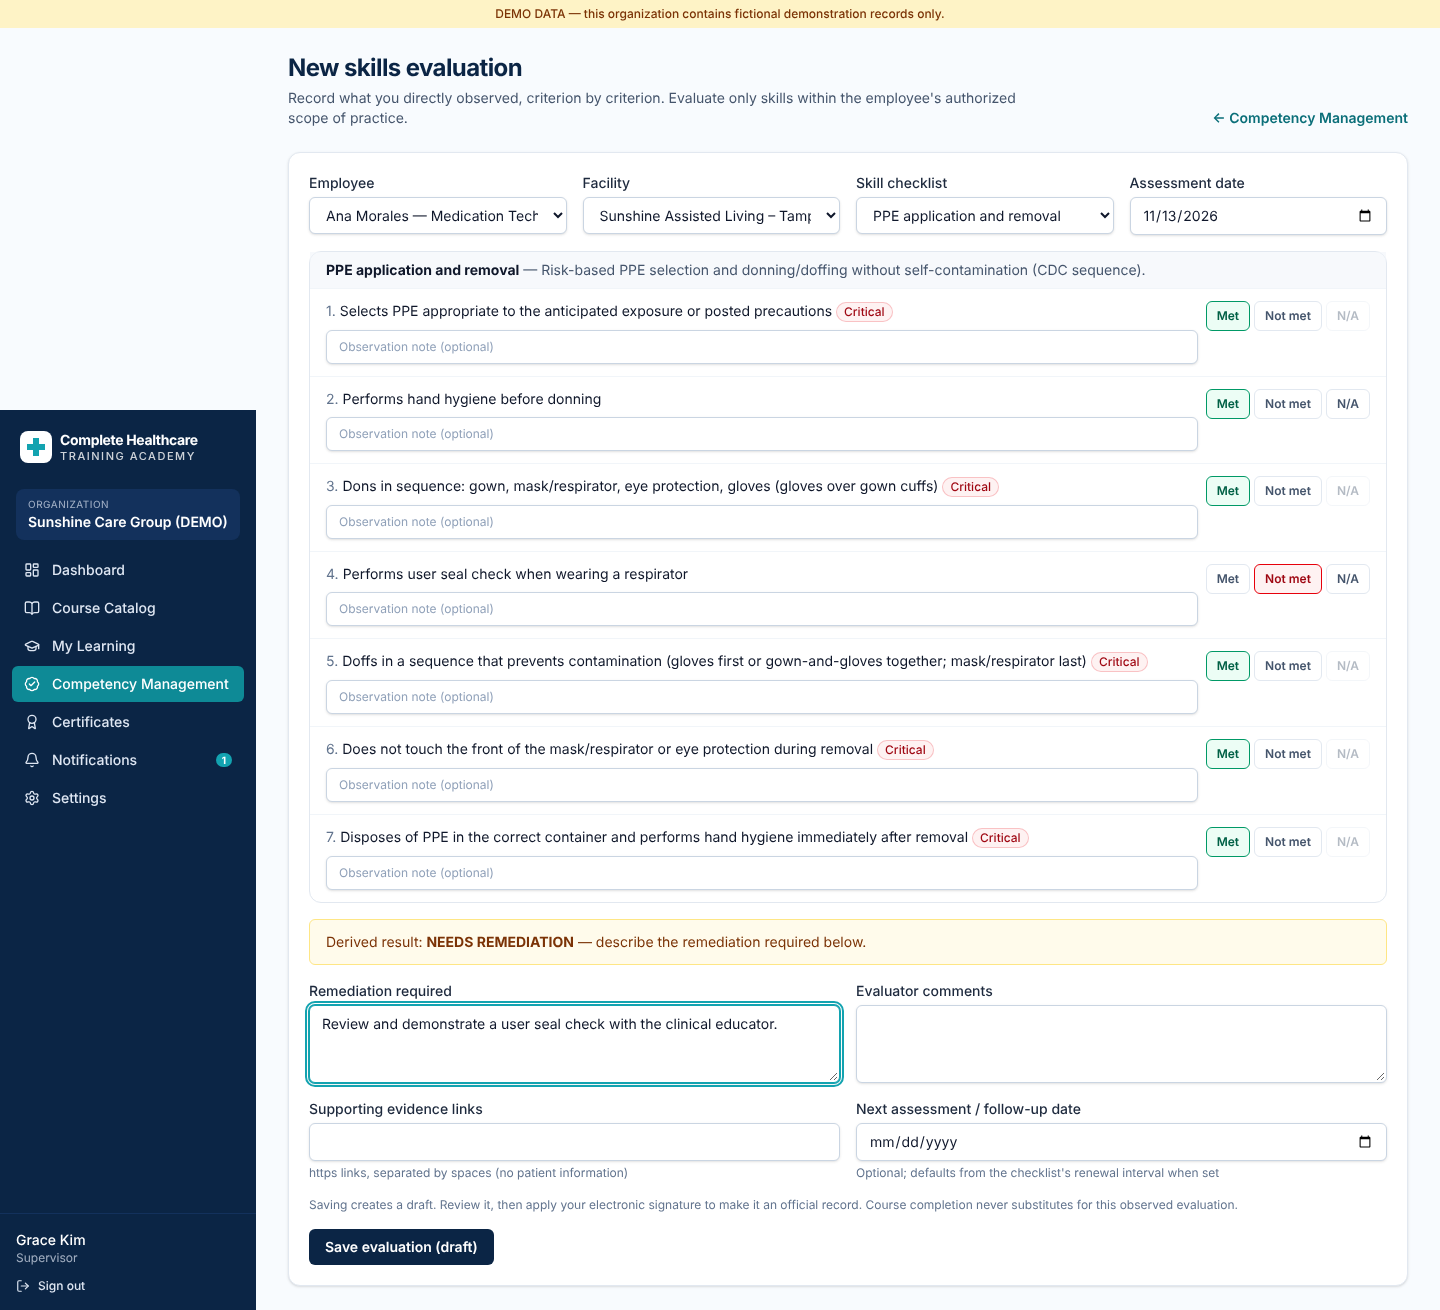 DEMO DATA — this organization contains fictional demonstration records only.
New skills evaluation
Record what you directly observed, criterion by criterion. Evaluate only skills within the employee's authorized
scope of practice.
← Competency Management
Employee
Facility
Skill checklist
Assessment date
Ana Morales — Medication Tech
Sunshine Assisted Living – Tamp
PPE application and removal
11/13/2026
PPE application and removal — Risk-based PPE selection and donning/doffing without self-contamination (CDC sequence).
1. Selects PPE appropriate to the anticipated exposure or posted precautions Critical
Met Not met N/A
Observation note (optional)
2. Performs hand hygiene before donning
Met Not met N/A
Observation note (optional)
3. Dons in sequence: gown, mask/respirator, eye protection, gloves (gloves over gown cuffs) Critical
Met Not met N/A
Observation note (optional)
4. Performs user seal check when wearing a respirator
Met Not met N/A
Observation note (optional)
5. Doffs in a sequence that prevents contamination (gloves first or gown-and-gloves together; mask/respirator last) Critical
Met Not met N/A
Observation note (optional)
6. Does not touch the front of the mask/respirator or eye protection during removal Critical
Met Not met N/A
Observation note (optional)
7. Disposes of PPE in the correct container and performs hand hygiene immediately after removal Critical
Met Not met N/A
Observation note (optional)
Derived result: NEEDS REMEDIATION — describe the remediation required below.
Remediation required
Review and demonstrate a user seal check with the clinical educator.
Evaluator comments
Supporting evidence links
https links, separated by spaces (no patient information)
Next assessment / follow-up date
mm/dd/yyyy
Optional; defaults from the checklist's renewal interval when set
Saving creates a draft. Review it, then apply your electronic signature to make it an official record. Course completion never substitutes for this observed evaluation.
Save evaluation (draft)
Complete Healthcare
TRAINING ACADEMY
ORGANIZATION
Sunshine Care Group (DEMO)
Dashboard
Course Catalog
My Learning
Competency Management
Certificates
Notifications 1
Settings
Grace Kim
Supervisor
Sign out